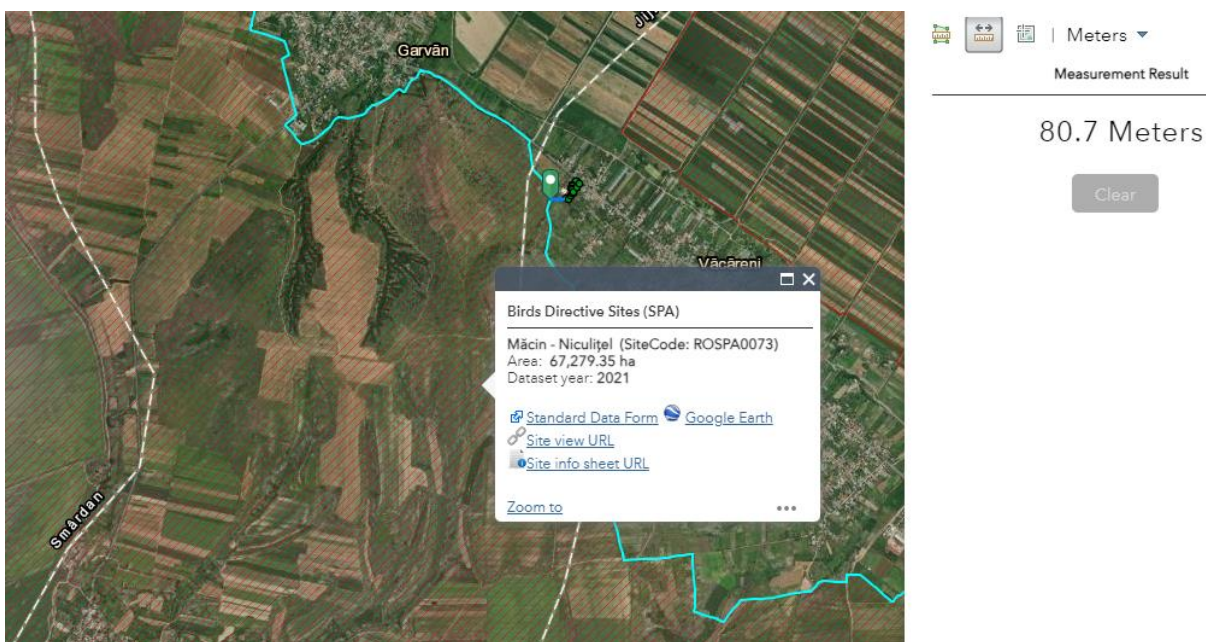 Garvăn
Jij
Văcăreni
Smârdan
Birds Directive Sites (SPA)
Măcin - Niculițel (SiteCode: ROSPA0073)
Area: 67,279.35 ha
Dataset year: 2021
Standard Data Form Google Earth
Site view URL
Site info sheet URL
Zoom to
| Meters
Measurement Result
80.7 Meters
Clear